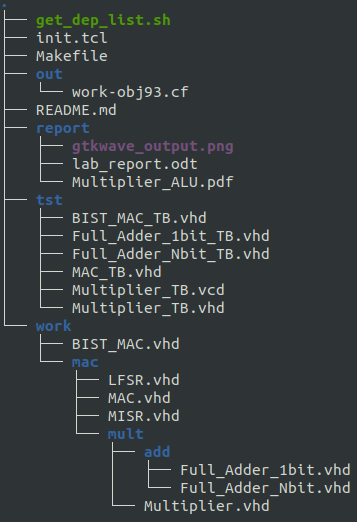 .
get_dep_list.sh
init.tcl
Makefile
out
work-obj93.cf
README.md
report
gtkwave_output.png
lab_report.odt
Multiplier_ALU.pdf
tst
BIST_MAC_TB.vhd
Full_Adder_1bit_TB.vhd
Full_Adder_Nbit_TB.vhd
MAC_TB.vhd
Multiplier_TB.vcd
Multiplier_TB.vhd
work
BIST_MAC.vhd
mac
LFSR.vhd
MAC.vhd
MISR.vhd
mult
add
Full_Adder_1bit.vhd
Full_Adder_Nbit.vhd
Multiplier.vhd